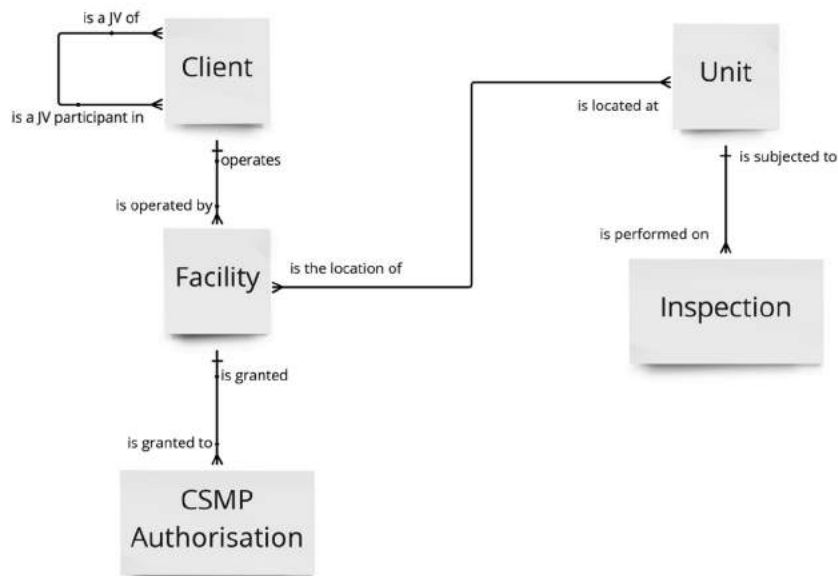 is a JV of
Client
is a JV participant in
operates
is operated by
Facility
is the location of
is granted
is granted to
CSMP
Authorisation
Unit
is located at
is subjected to
is performed on
Inspection